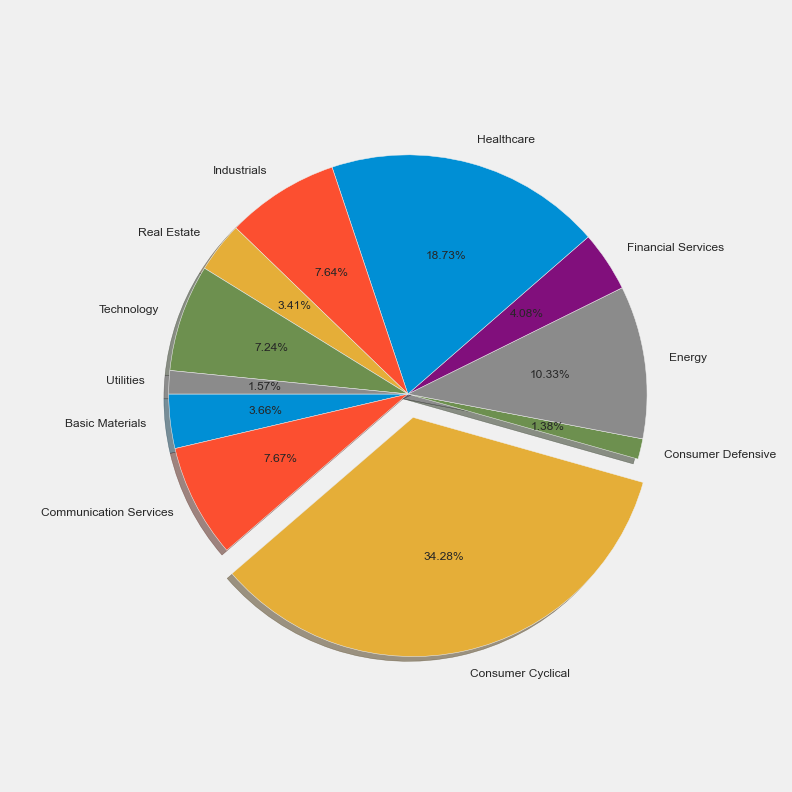 Healthcare
Industrials
Real Estate
Financial Services
18.73%
7.64%
3.41%
4.08%
Technology
7.24%
10.33%
Energy
Utilities
1.57%
Basic Materials
3.66%
1.38%
Consumer Defensive
7.67%
Communication Services
34.28%
Consumer Cyclical